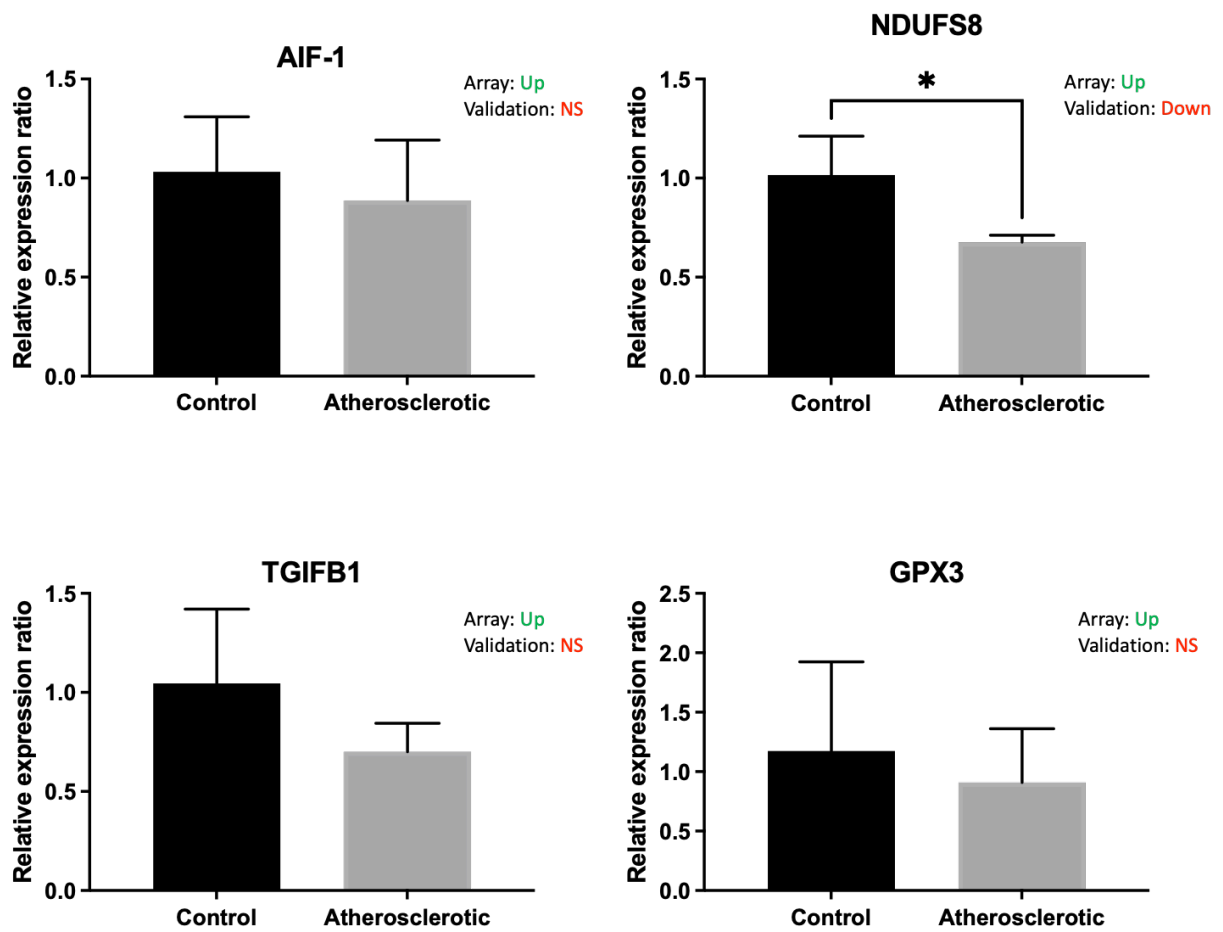 AIF-1
Array: Up
Validation: NS
Relative expression ratio
1.5
1.0
0.5
0.0
Control Atherosclerotic
NDUFS8
*
Array: Up
Validation: Down
Relative expression ratio
1.5
1.0
0.5
0.0
Control Atherosclerotic
TGIFB1
Array: Up
Validation: NS
Relative expression ratio
1.5
1.0
0.5
0.0
Control Atherosclerotic
GPX3
Array: Up
Validation: NS
Relative expression ratio
2.5
2.0
1.5
1.0
0.5
0.0
Control Atherosclerotic